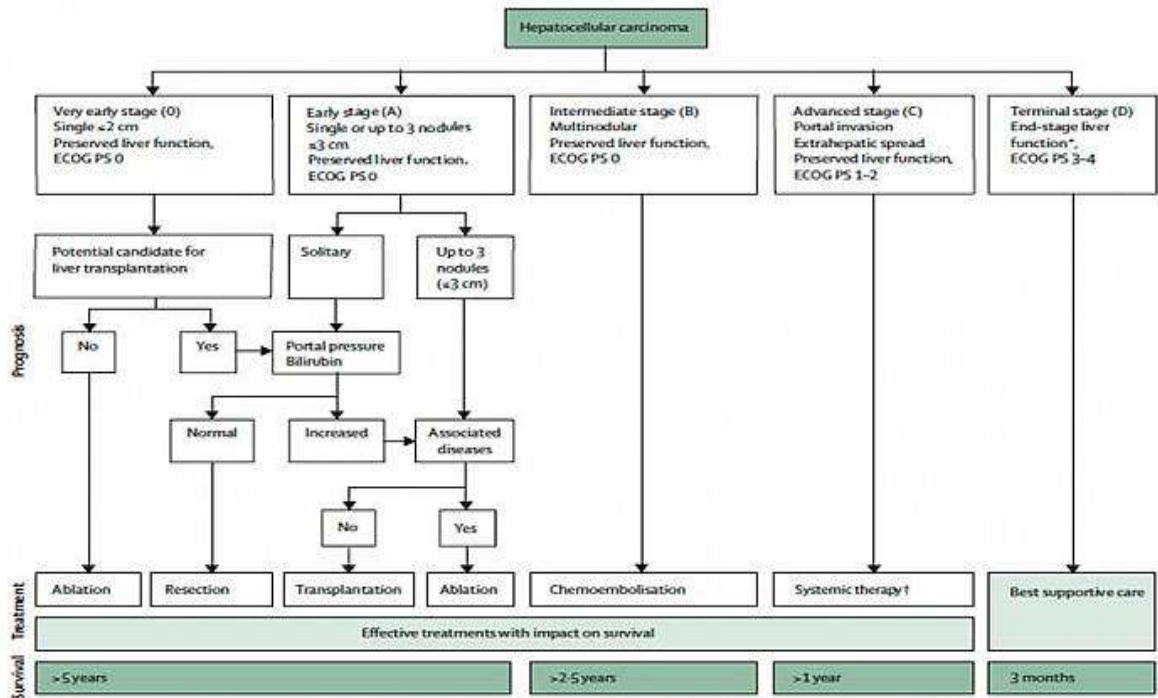 Hepatocellular carcinoma
Very early stage (0)
Single ≤2 cm
Preserved liver function,
ECOG PS 0
Early stage (A)
Single or up to 3 nodules
≤3 cm
Preserved liver function,
ECOG PS 0
Intermediate stage (B)
Multinodular
Preserved liver function,
ECOG PS 0
Advanced stage (C)
Portal invasion
Extrahepatic spread
Preserved liver function,
ECOG PS 1–2
Terminal stage (D)
End-stage liver
function*,
ECOG PS 3–4
Potential candidate for
liver transplantation
Solitary
Up to 3
nodules
(≤3 cm)
Prognosis
No
Yes
Portal pressure
Bilirubin
Normal
Increased
Associated
diseases
No
Yes
Treatment
Ablation
Resection
Transplantation
Ablation
Chemoembolisation
Systemic therapy†
Best supportive care
Effective treatments with impact on survival
Survival
>5 years
>2·5 years
>1 year
3 months